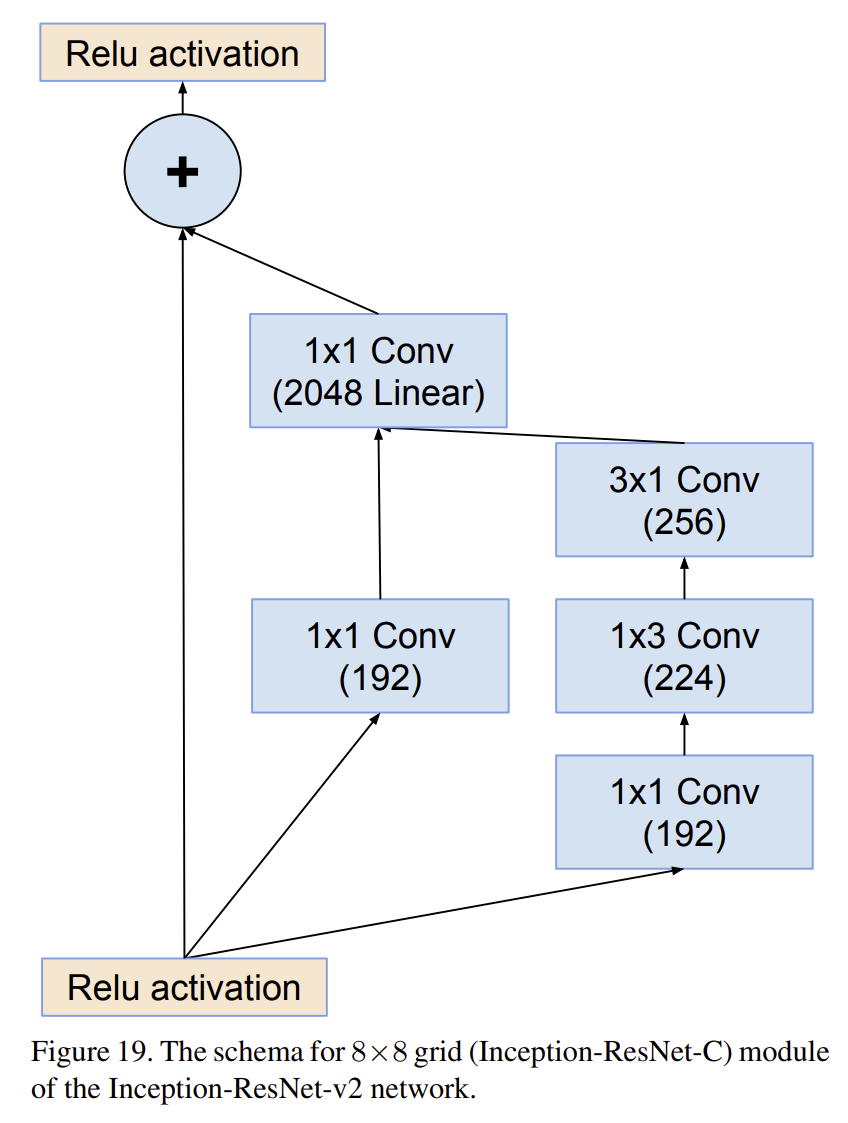 Relu activation
+
1x1 Conv
(2048 Linear)
3x1 Conv
(256)
1x1 Conv
(192)
1x3 Conv
(224)
1x1 Conv
(192)
Relu activation
Figure 19. The schema for 8×8 grid (Inception-ResNet-C) module
of the Inception-ResNet-v2 network.